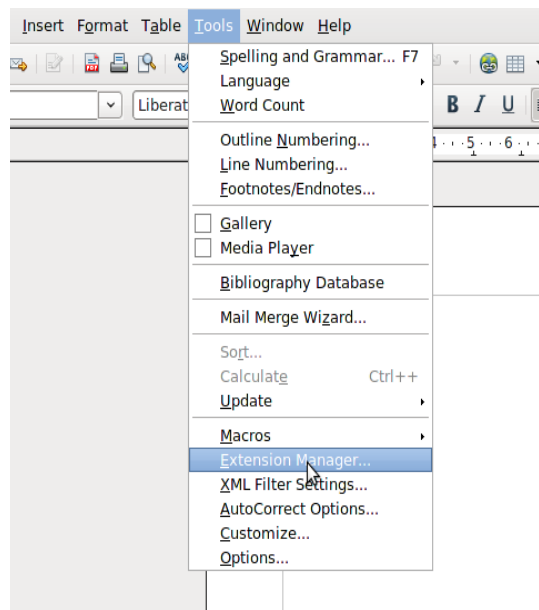 Insert Format Table Tools Window Help
Liberat
B I U
5 6
Spelling and Grammar... F7
Language
Word Count
Outline Numbering...
Line Numbering...
Footnotes/Endnotes...
Gallery
Media Player
Bibliography Database
Mail Merge Wizard...
Sort...
Calculate Ctrl++
Update
Macros
Extension Manager...
XML Filter Settings...
AutoCorrect Options...
Customize...
Options...